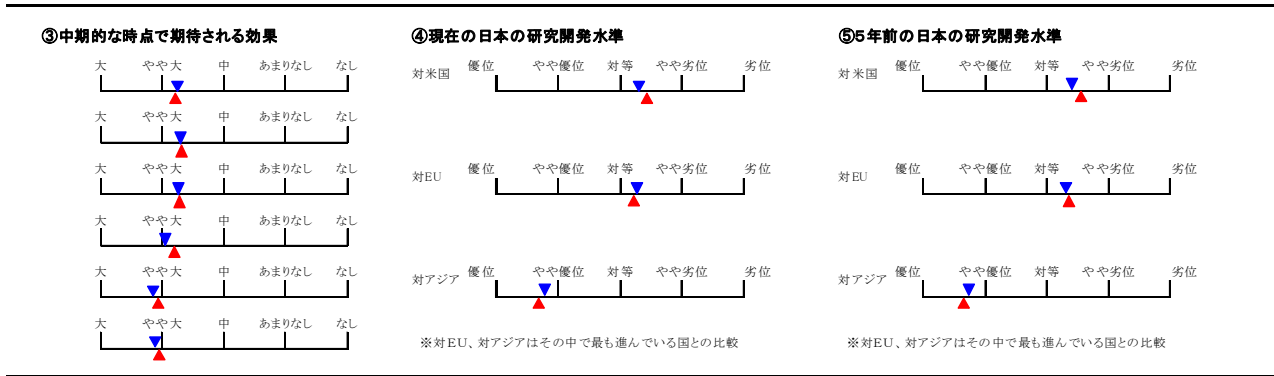 ③中期的な時点で期待される効果
大 やや大 中 あまりなし なし
大 やや大 中 あまりなし なし
大 やや大 中 あまりなし なし
大 やや大 中 あまりなし なし
大 やや大 中 あまりなし なし
大 やや大 中 あまりなし なし
④現在の日本の研究開発水準
対米国 優位 やや優位 対等 やや劣位 劣位
対EU 優位 やや優位 対等 やや劣位 劣位
対アジア 優位 やや優位 対等 やや劣位 劣位
※対EU、対アジアはその中で最も進んでいる国との比較
⑤5年前の日本の研究開発水準
対米国 優位 やや優位 対等 やや劣位 劣位
対EU 優位 やや優位 対等 やや劣位 劣位
対アジア 優位 やや優位 対等 やや劣位 劣位
※対EU、対アジアはその中で最も進んでいる国との比較